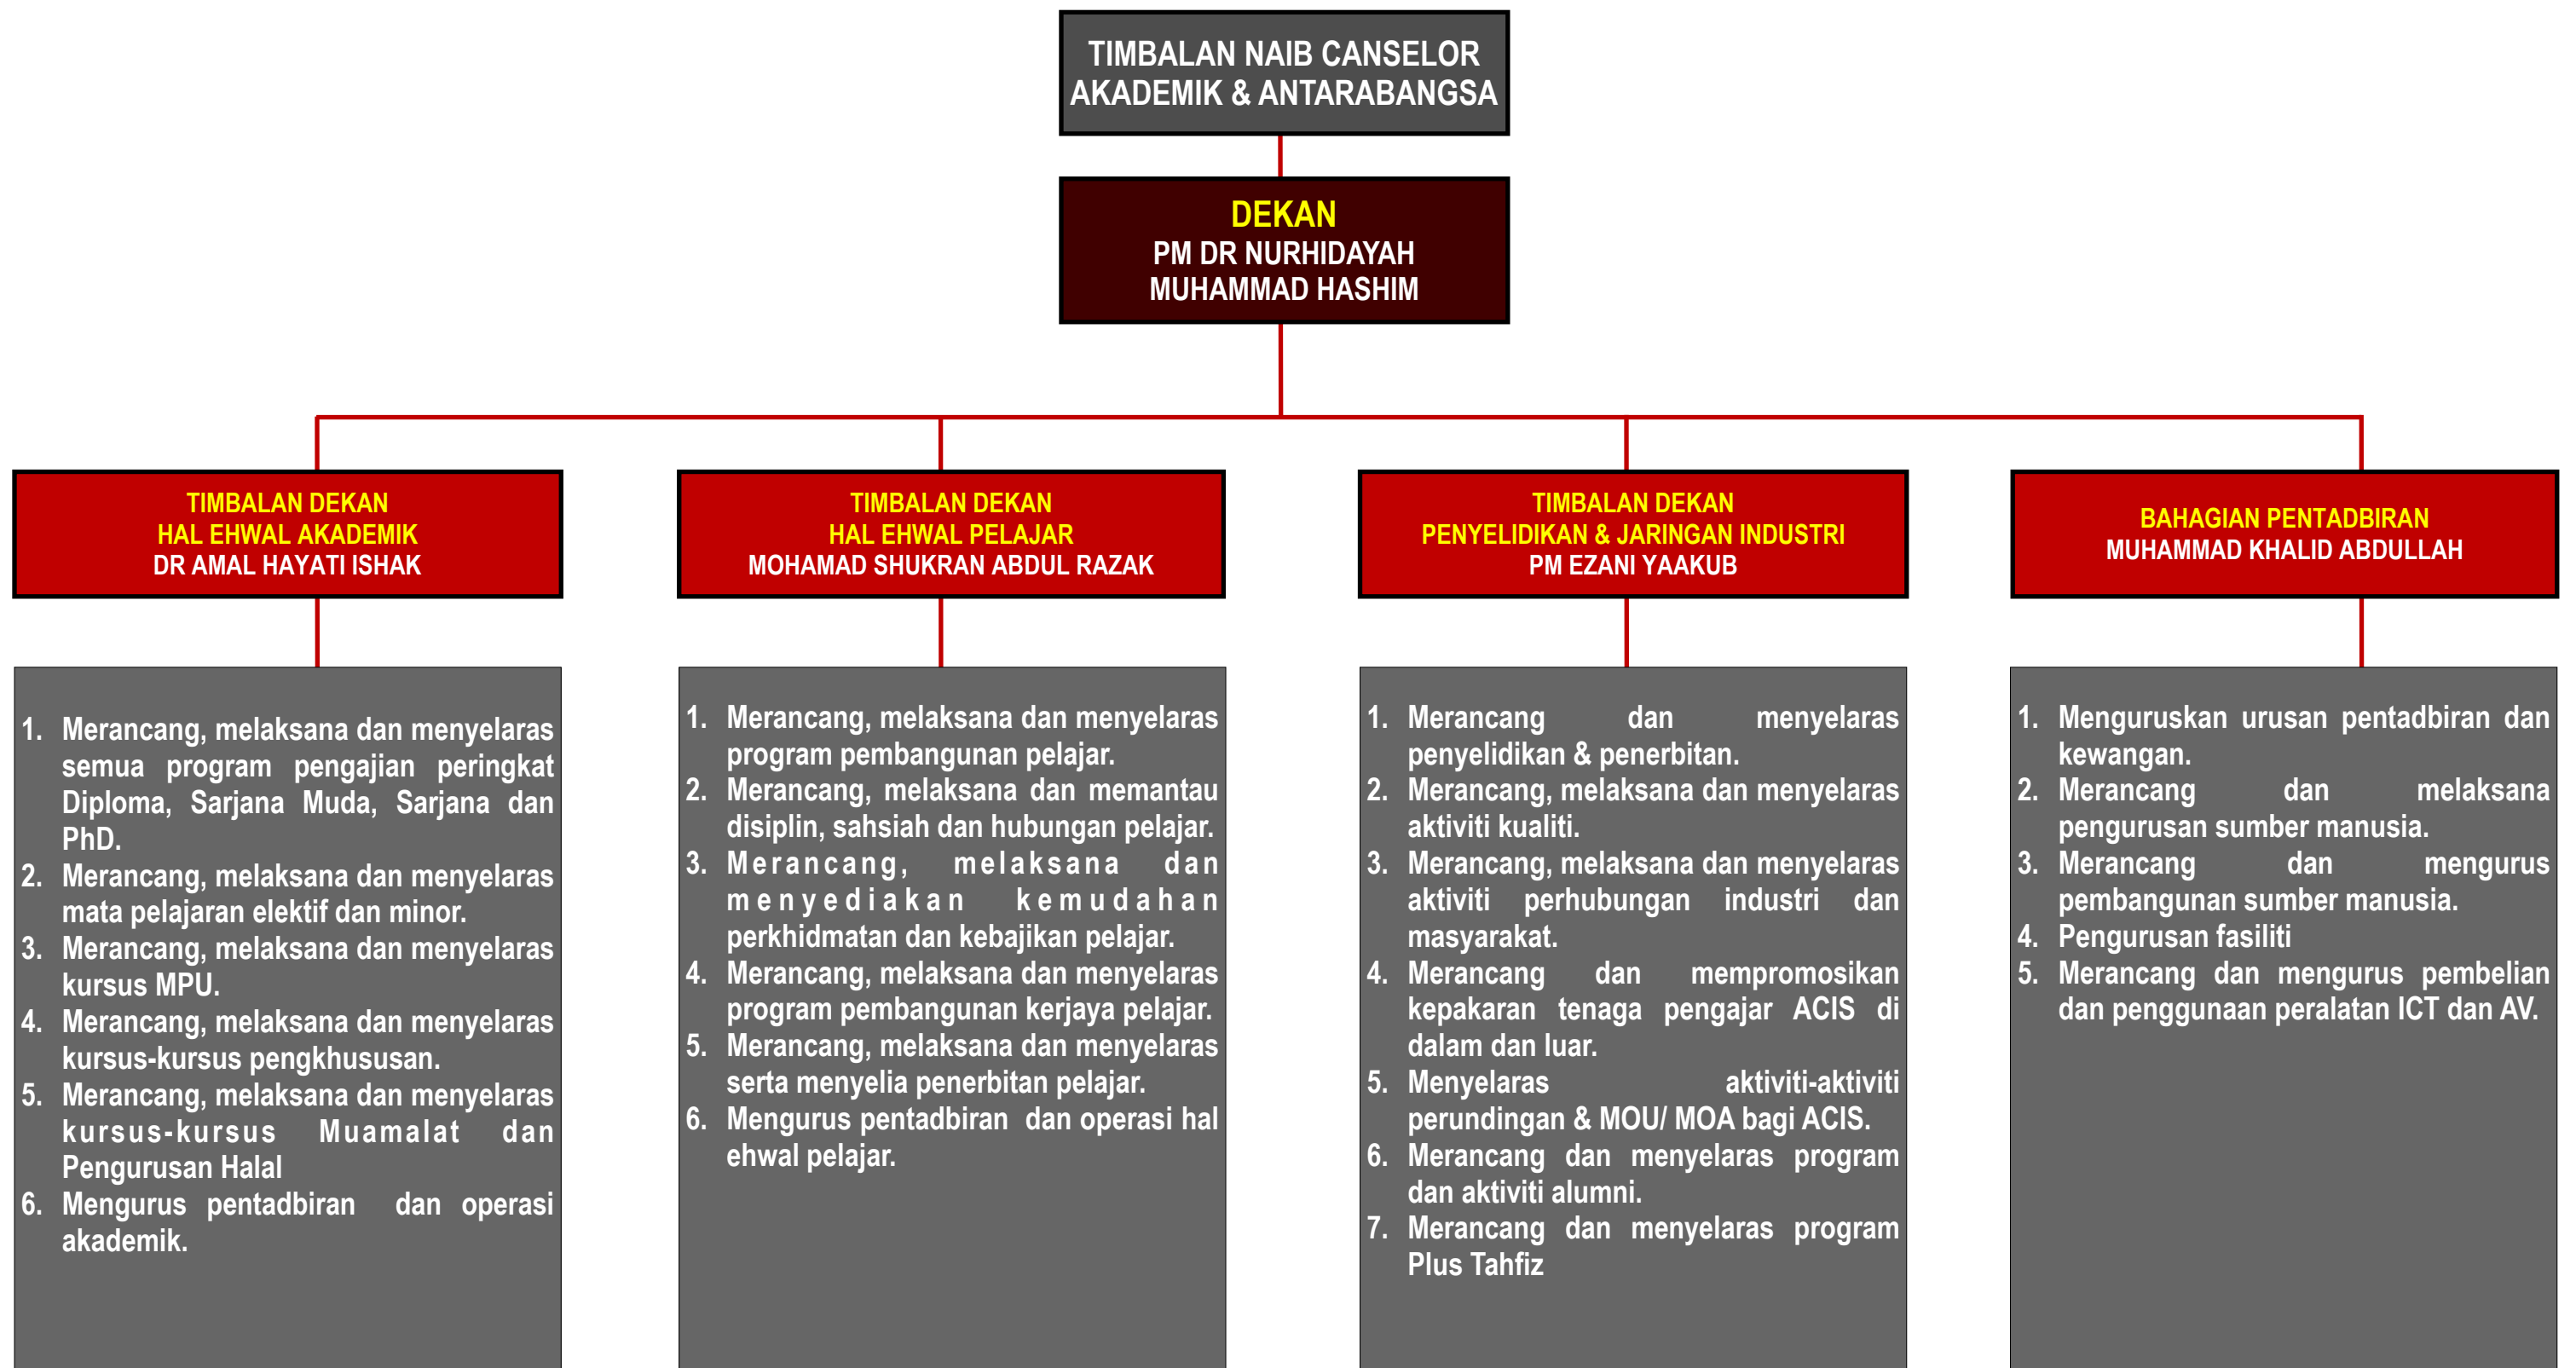 TIMBALAN NAIB CANSELOR
AKADEMIK & ANTARABANGSA
DEKAN
PM DR NURHIDAYAH
MUHAMMAD HASHIM
TIMBALAN DEKAN
HAL EHWAL AKADEMIK
DR AMAL HAYATI ISHAK
TIMBALAN DEKAN
HAL EHWAL PELAJAR
MOHAMAD SHUKRAN ABDUL RAZAK
TIMBALAN DEKAN
PENYELIDIKAN & JARINGAN INDUSTRI
PM EZANI YAAKUB
BAHAGIAN PENTADBIRAN
MUHAMMAD KHALID ABDULLAH
1. Merancang, melaksana dan menyelaras
semua program pengajian peringkat
Diploma, Sarjana Muda, Sarjana dan
PhD.
2. Merancang, melaksana dan menyelaras
mata pelajaran elektif dan minor.
3. Merancang, melaksana dan menyelaras
kursus MPU.
4. Merancang, melaksana dan menyelaras
kursus-kursus pengkhususan.
5. Merancang, melaksana dan menyelaras
kursus-kursus Muamalat dan
Pengurusan Halal
6. Mengurus pentadbiran dan operasi
akademik.
1. Merancang, melaksana dan menyelaras
program pembangunan pelajar.
2. Merancang, melaksana dan memantau
disiplin, sahsiah dan hubungan pelajar.
3. Merancang, melaksana dan
menyediakan kemudahan
perkhidmatan dan kebajikan pelajar.
4. Merancang, melaksana dan menyelaras
program pembangunan kerjaya pelajar.
5. Merancang, melaksana dan menyelaras
serta menyelia penerbitan pelajar.
6. Mengurus pentadbiran dan operasi hal
ehwal pelajar.
1. Merancang dan menyelaras
penyelidikan & penerbitan.
2. Merancang, melaksana dan menyelaras
aktiviti kualiti.
3. Merancang, melaksana dan menyelaras
aktiviti perhubungan industri dan
masyarakat.
4. Merancang dan mempromosikan
kepakaran tenaga pengajar ACIS di
dalam dan luar.
5. Menyelaras aktiviti-aktiviti
perundingan & MOU/ MOA bagi ACIS.
6. Merancang dan menyelaras program
dan aktiviti alumni.
7. Merancang dan menyelaras program
Plus Tahfiz
1. Menguruskan urusan pentadbiran dan
kewangan.
2. Merancang dan melaksana
pengurusan sumber manusia.
3. Merancang dan mengurus
pembangunan sumber manusia.
4. Pengurusan fasiliti
5. Merancang dan mengurus pembelian
dan penggunaan peralatan ICT dan AV.